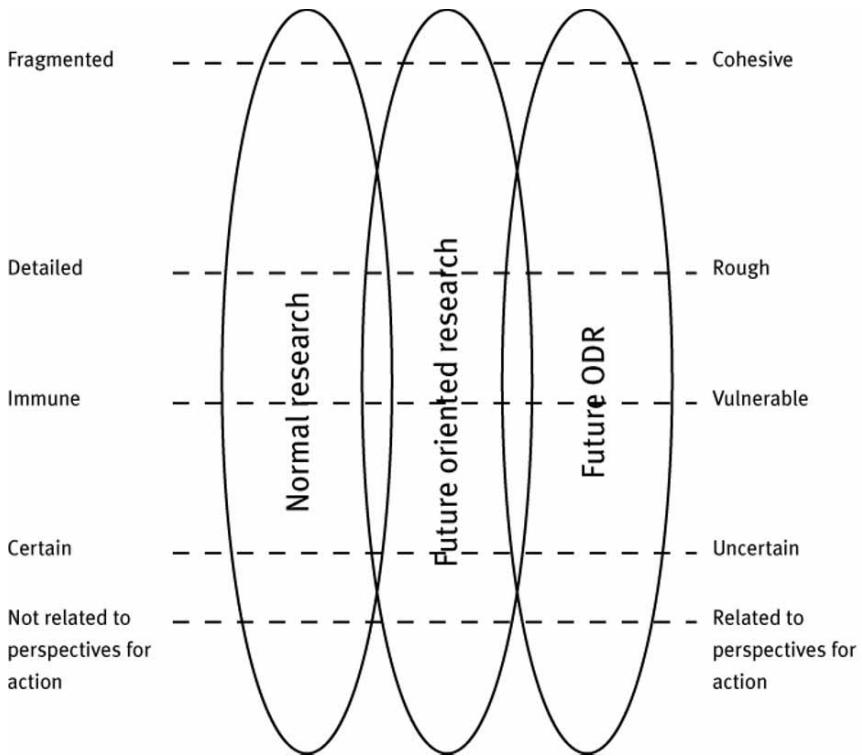 Fragmented
Cohesive
Detailed
Rough
Normal research
Future oriented research
Future ODR
Immune
Vulnerable
Certain
Uncertain
Not related to
perspectives for
action
Related to
perspectives for
action